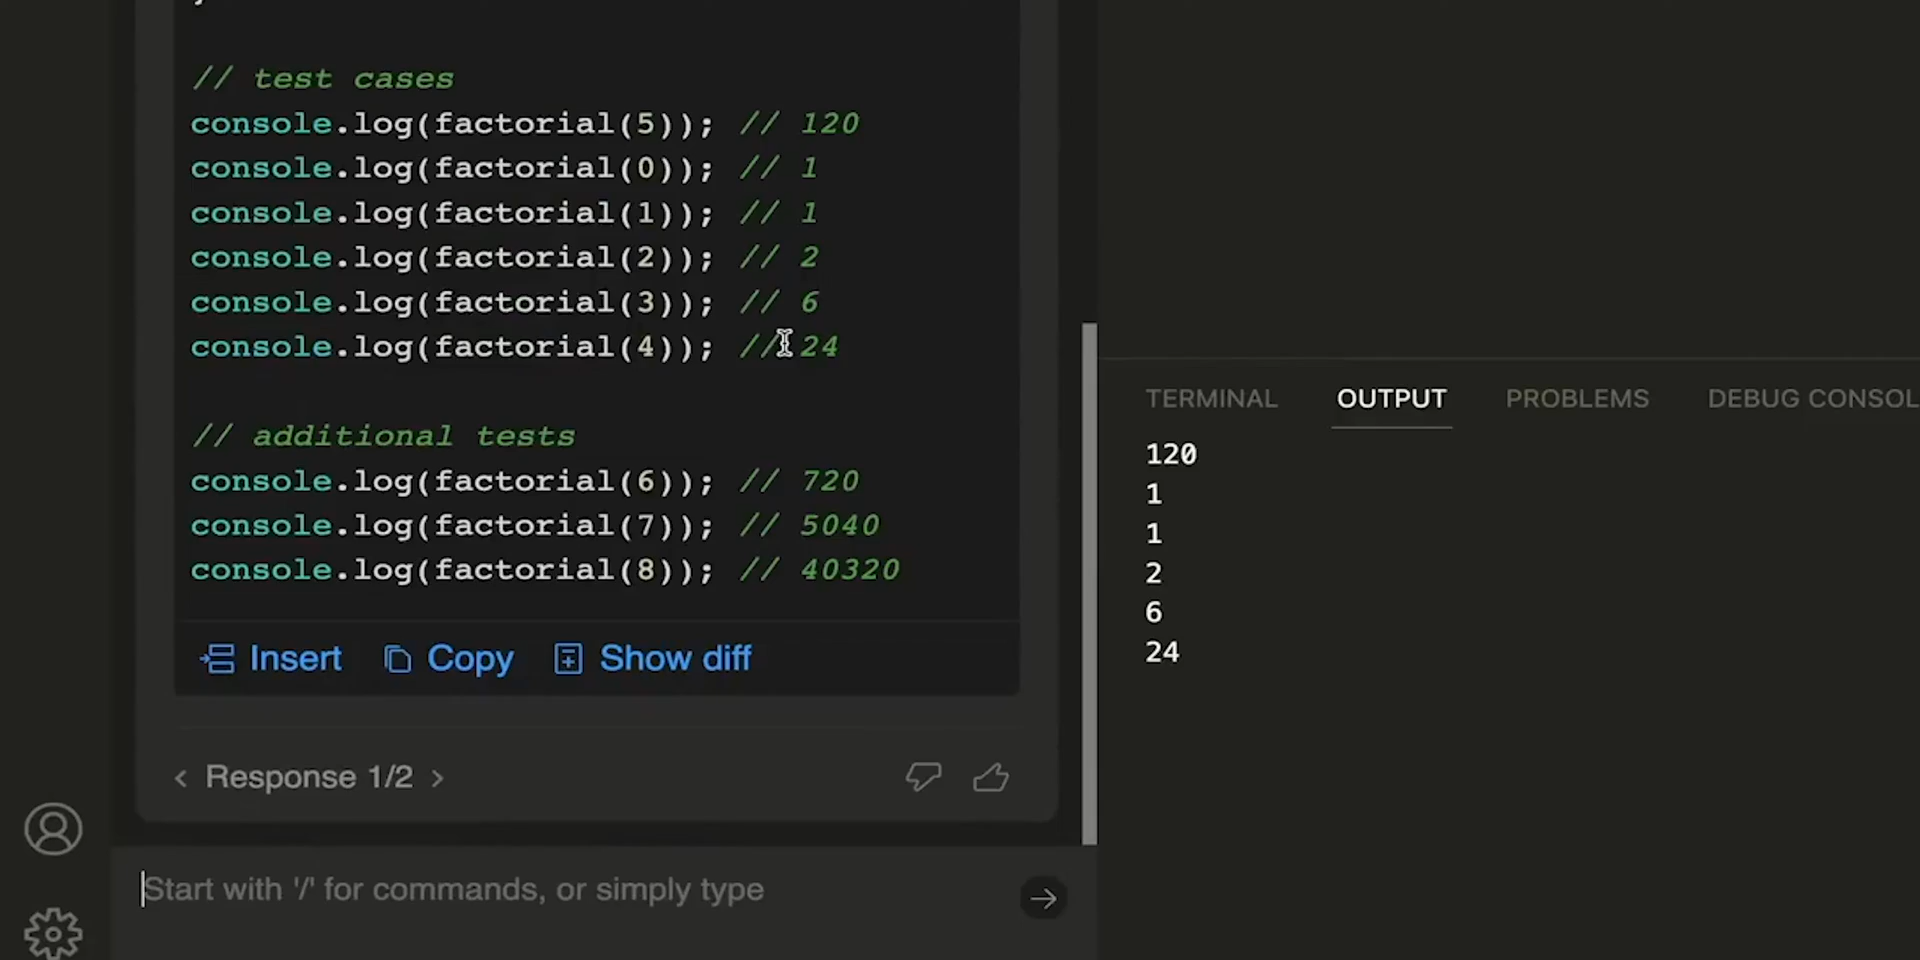 // test cases
console.log(factorial(5)); // 120
console.log(factorial(0)); // 1
console.log(factorial(1)); // 1
console.log(factorial(2)); // 2
console.log(factorial(3)); // 6
console.log(factorial(4)); // 24
// additional tests
console.log(factorial(6)); // 720
console.log(factorial(7)); // 5040
console.log(factorial(8)); // 40320
Insert Copy Show diff
< Response 1/2 >
Start with '/' for commands, or simply type
TERMINAL OUTPUT PROBLEMS DEBUG CONSOL
120
1
1
2
6
24